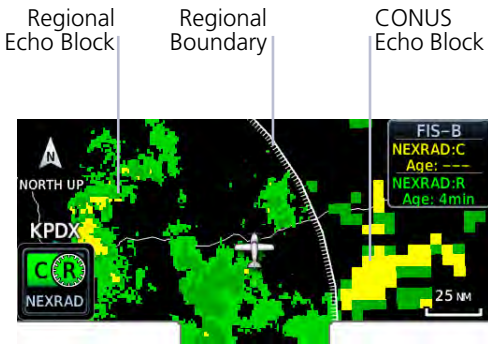 Regional
Echo Block
Regional
Boundary
CONUS
Echo Block
FIS-B
NEXRAD:C
Age: ---
NEXRAD:R
Age: 4min
N
NORTH UP
KPDX
C R
NEXRAD
25 NM